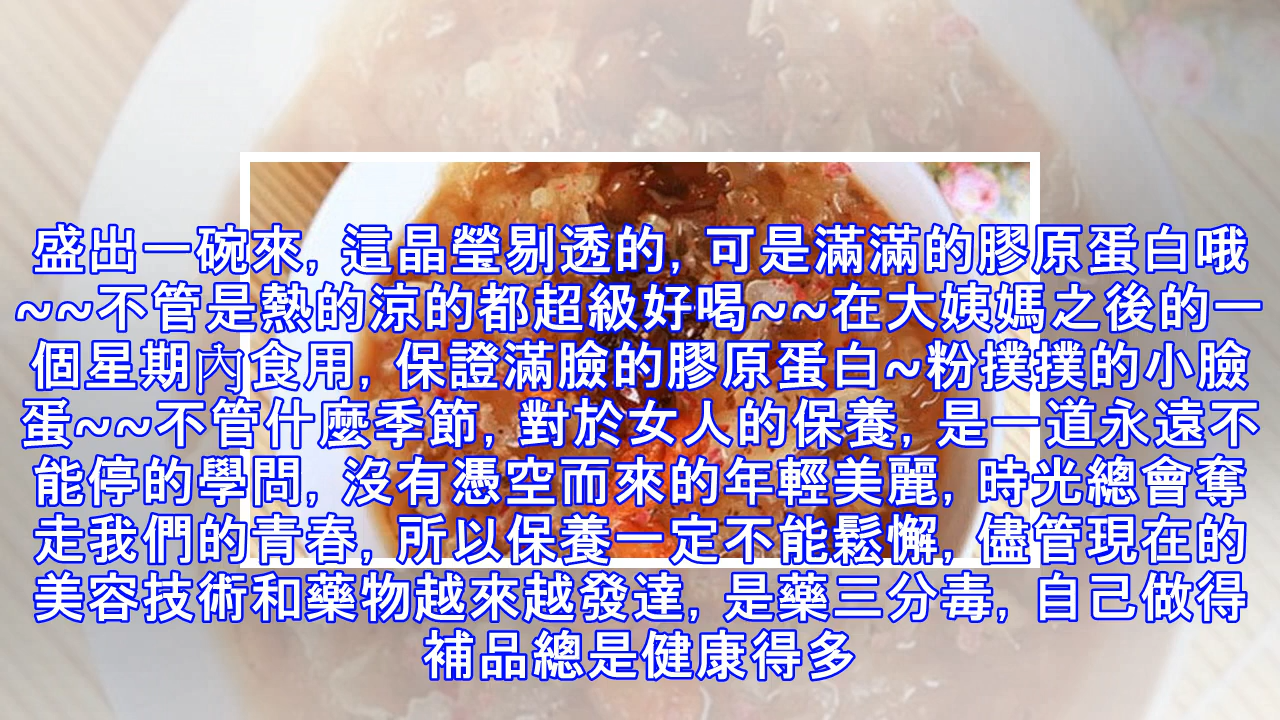 盛出一碗來, 這晶瑩剔透的, 可是滿滿的膠原蛋白哦
~~不管是熱的涼的都超級好喝~~在大姨媽之後的一
個星期內食用, 保證滿臉的膠原蛋白~粉撲撲的小臉
蛋~~不管什麼季節, 對於女人的保養, 是一道永遠不
能停的學問, 沒有憑空而來的年輕美麗, 時光總會奪
走我們的青春, 所以保養一定不能鬆懈, 儘管現在的
美容技術和藥物越來越發達, 是藥三分毒, 自己做得
補品總是健康得多